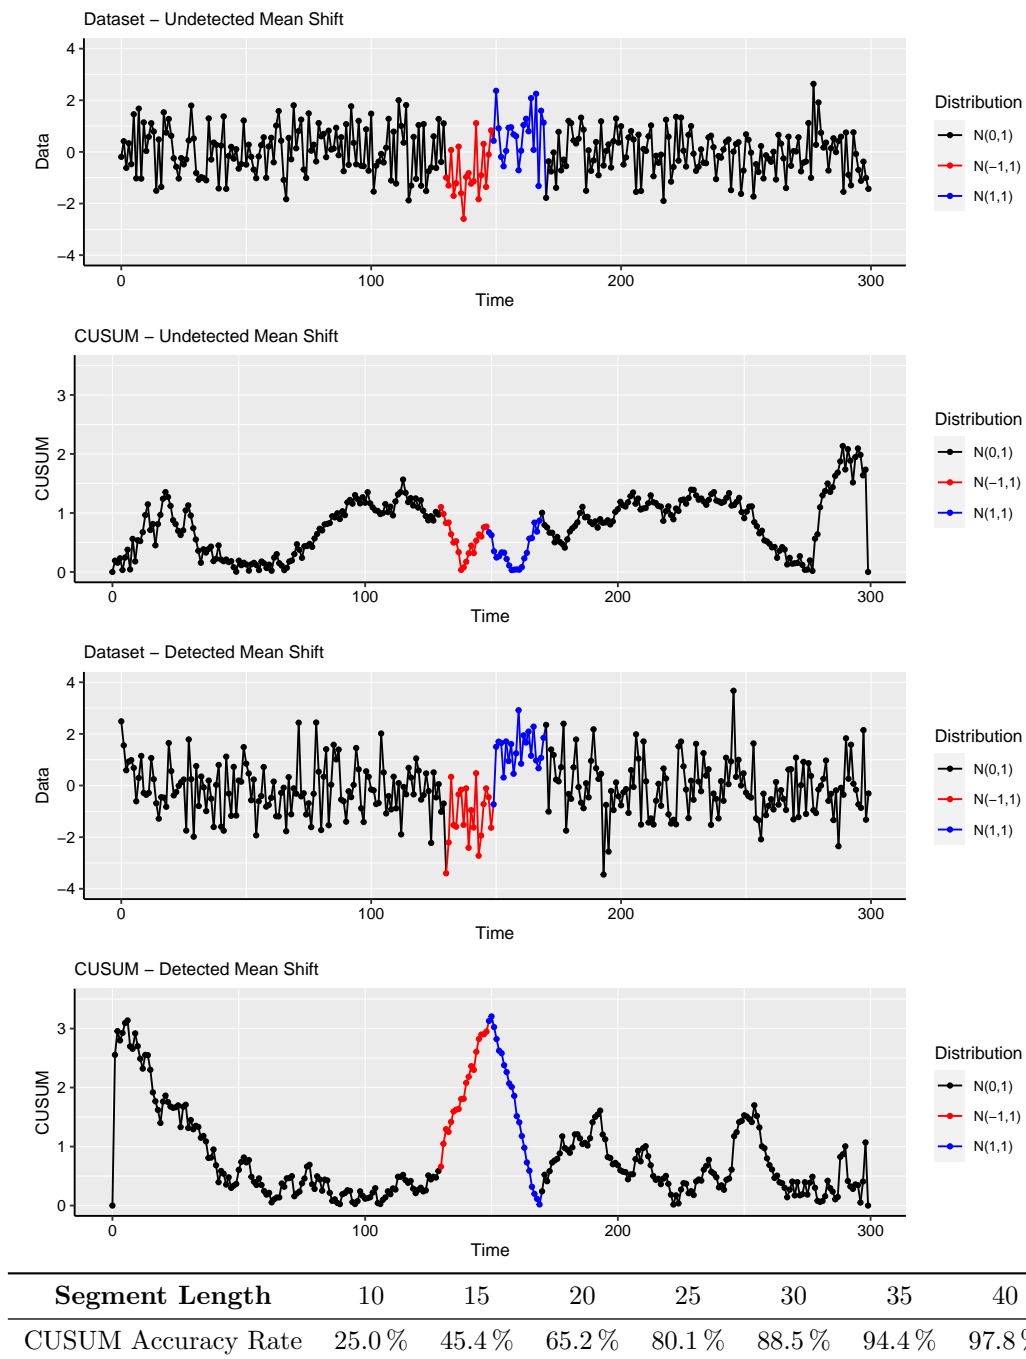 Dataset − Undetected Mean Shift
4
2
0
−2
−4
Data
0 100 200 300
Time
Distribution
N(0,1)
N(−1,1)
N(1,1)
CUSUM − Undetected Mean Shift
3
2
1
0
CUSUM
0 100 200 300
Time
Distribution
N(0,1)
N(−1,1)
N(1,1)
Dataset − Detected Mean Shift
4
2
0
−2
−4
Data
0 100 200 300
Time
Distribution
N(0,1)
N(−1,1)
N(1,1)
CUSUM − Detected Mean Shift
3
2
1
0
CUSUM
0 100 200 300
Time
Distribution
N(0,1)
N(−1,1)
N(1,1)
Segment Length 10 15 20 25 30 35 40
CUSUM Accuracy Rate 25.0 % 45.4 % 65.2 % 80.1 % 88.5 % 94.4 % 97.8 %